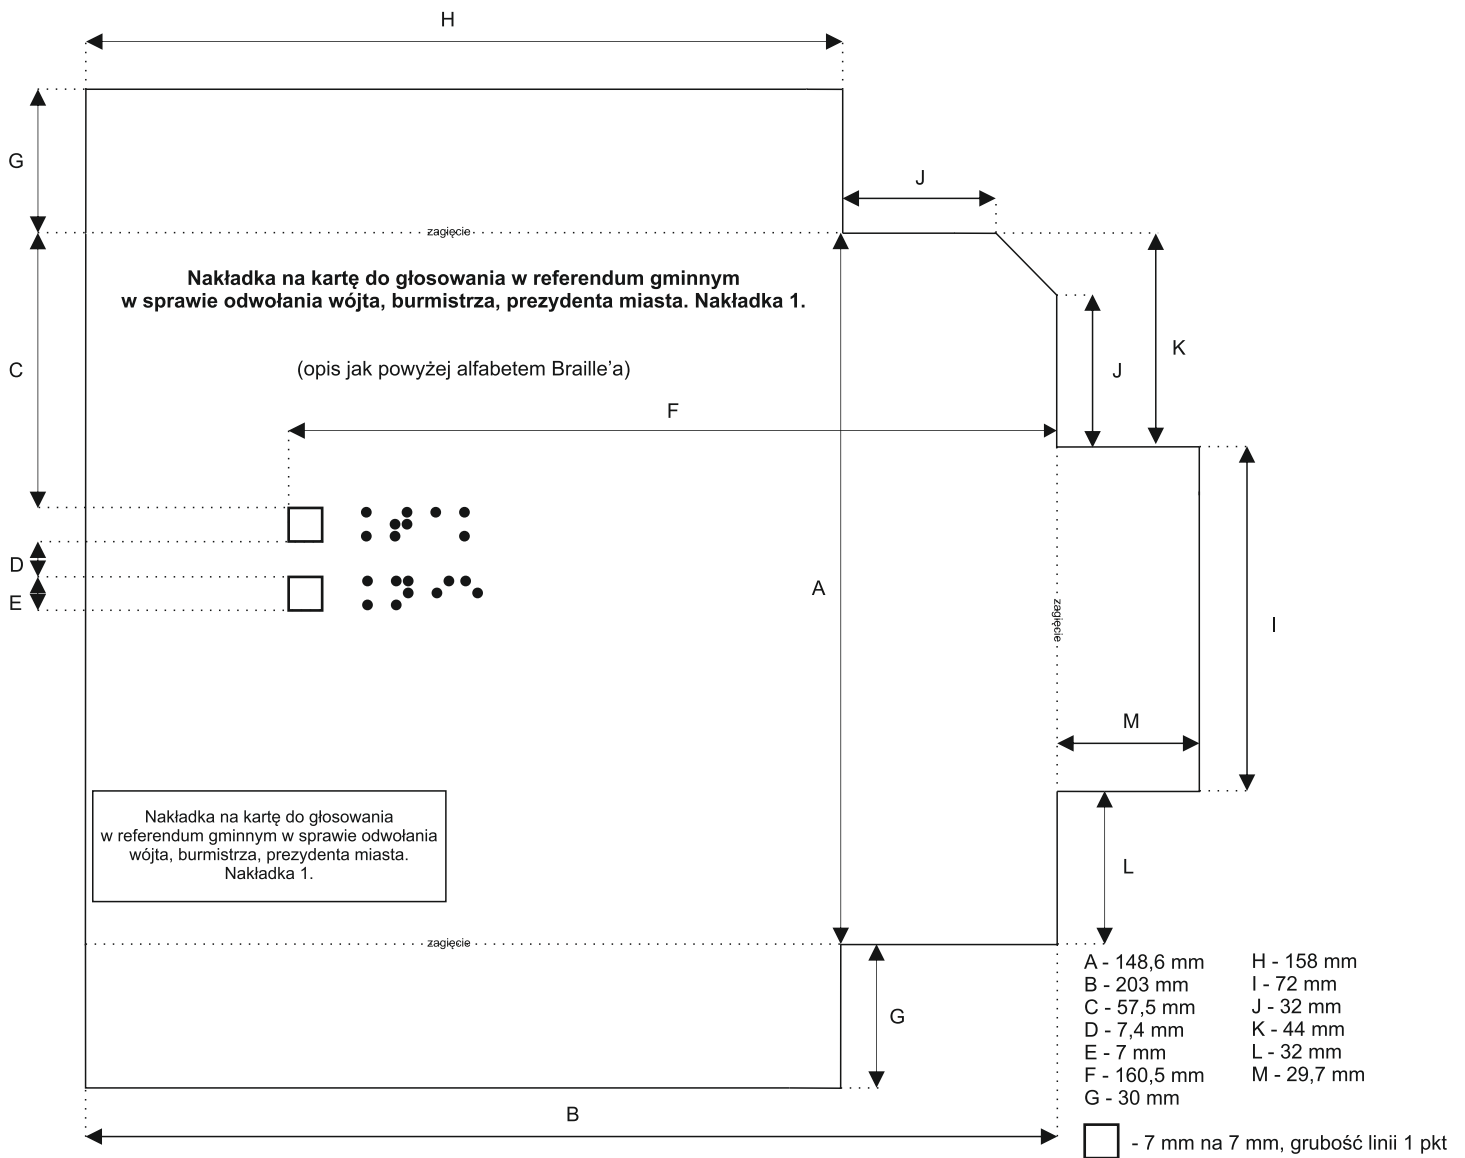 H
G
J
zagięcie
Nakładka na kartę do głosowania w referendum gminnym
w sprawie odwołania wójta, burmistrza, prezydenta miasta. Nakładka 1.
K
C
(opis jak powyżej alfabetem Braille’a)
J
F
D
A
E
zagięcie
I
M
Nakładka na kartę do głosowania
w referendum gminnym w sprawie odwołania
wójta, burmistrza, prezydenta miasta.
Nakładka 1.
L
zagięcie
G
B
A - 148,6 mm
B - 203 mm
C - 57,5 mm
D - 7,4 mm
E - 7 mm
F - 160,5 mm
G - 30 mm
H - 158 mm
I - 72 mm
J - 32 mm
K - 44 mm
L - 32 mm
M - 29,7 mm
- 7 mm na 7 mm, grubość linii 1 pkt